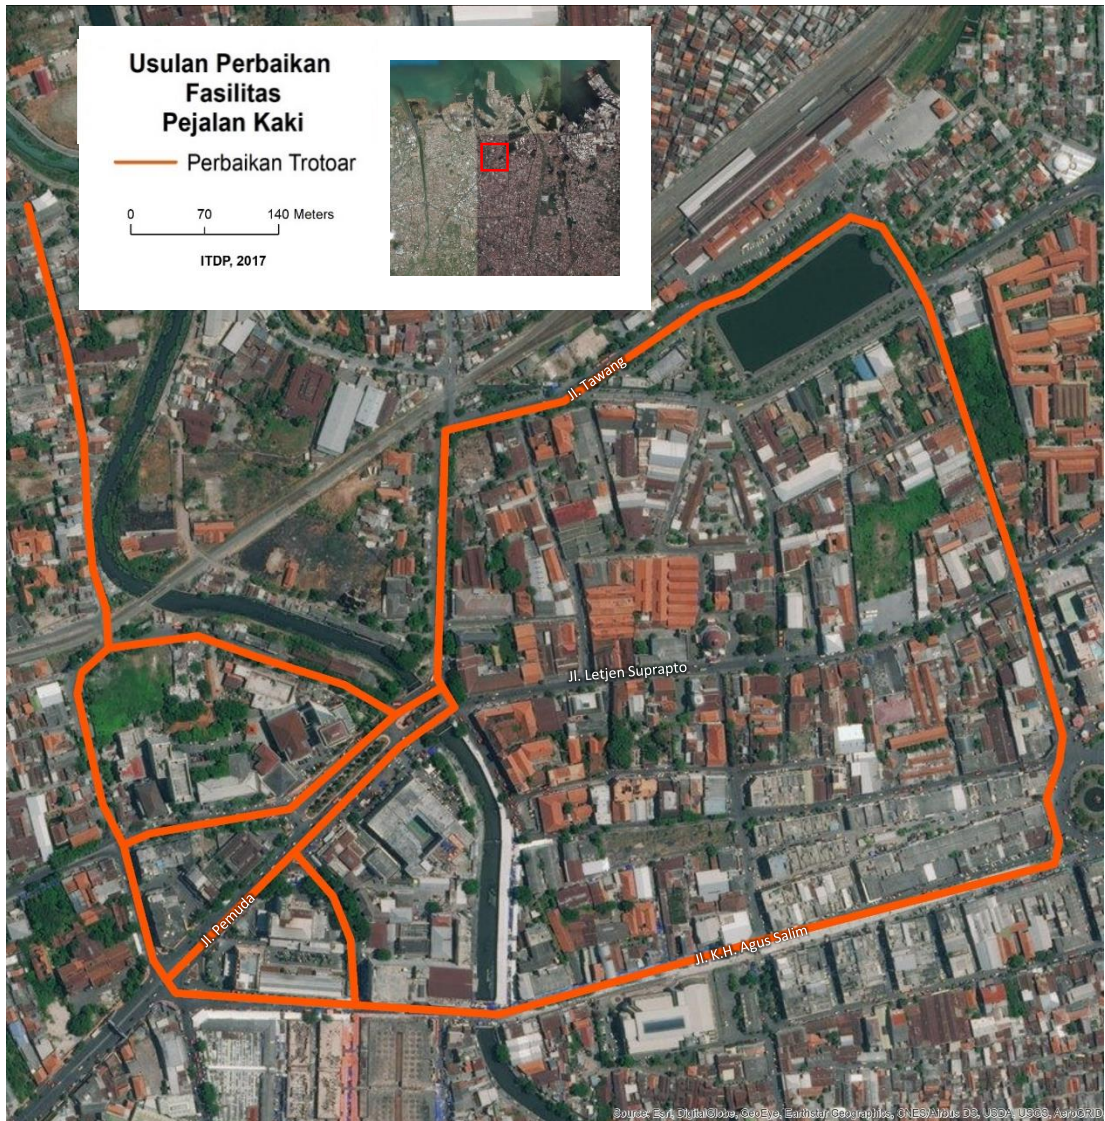 Usulan Perbaikan
Fasilitas
Pejalan Kaki
Perbaikan Trotoar
0 70 140 Meters
ITDP, 2017
Jl. Tawang
Jl. Letjen Suprapto
Jl. Pemuda
Jl. K.H. Agus Salim
Source: Esri, DigitalGlobe, GeoEye, Earthstar Geographics, CNES/Airbus DS, USDA, USGS, AeroGRID